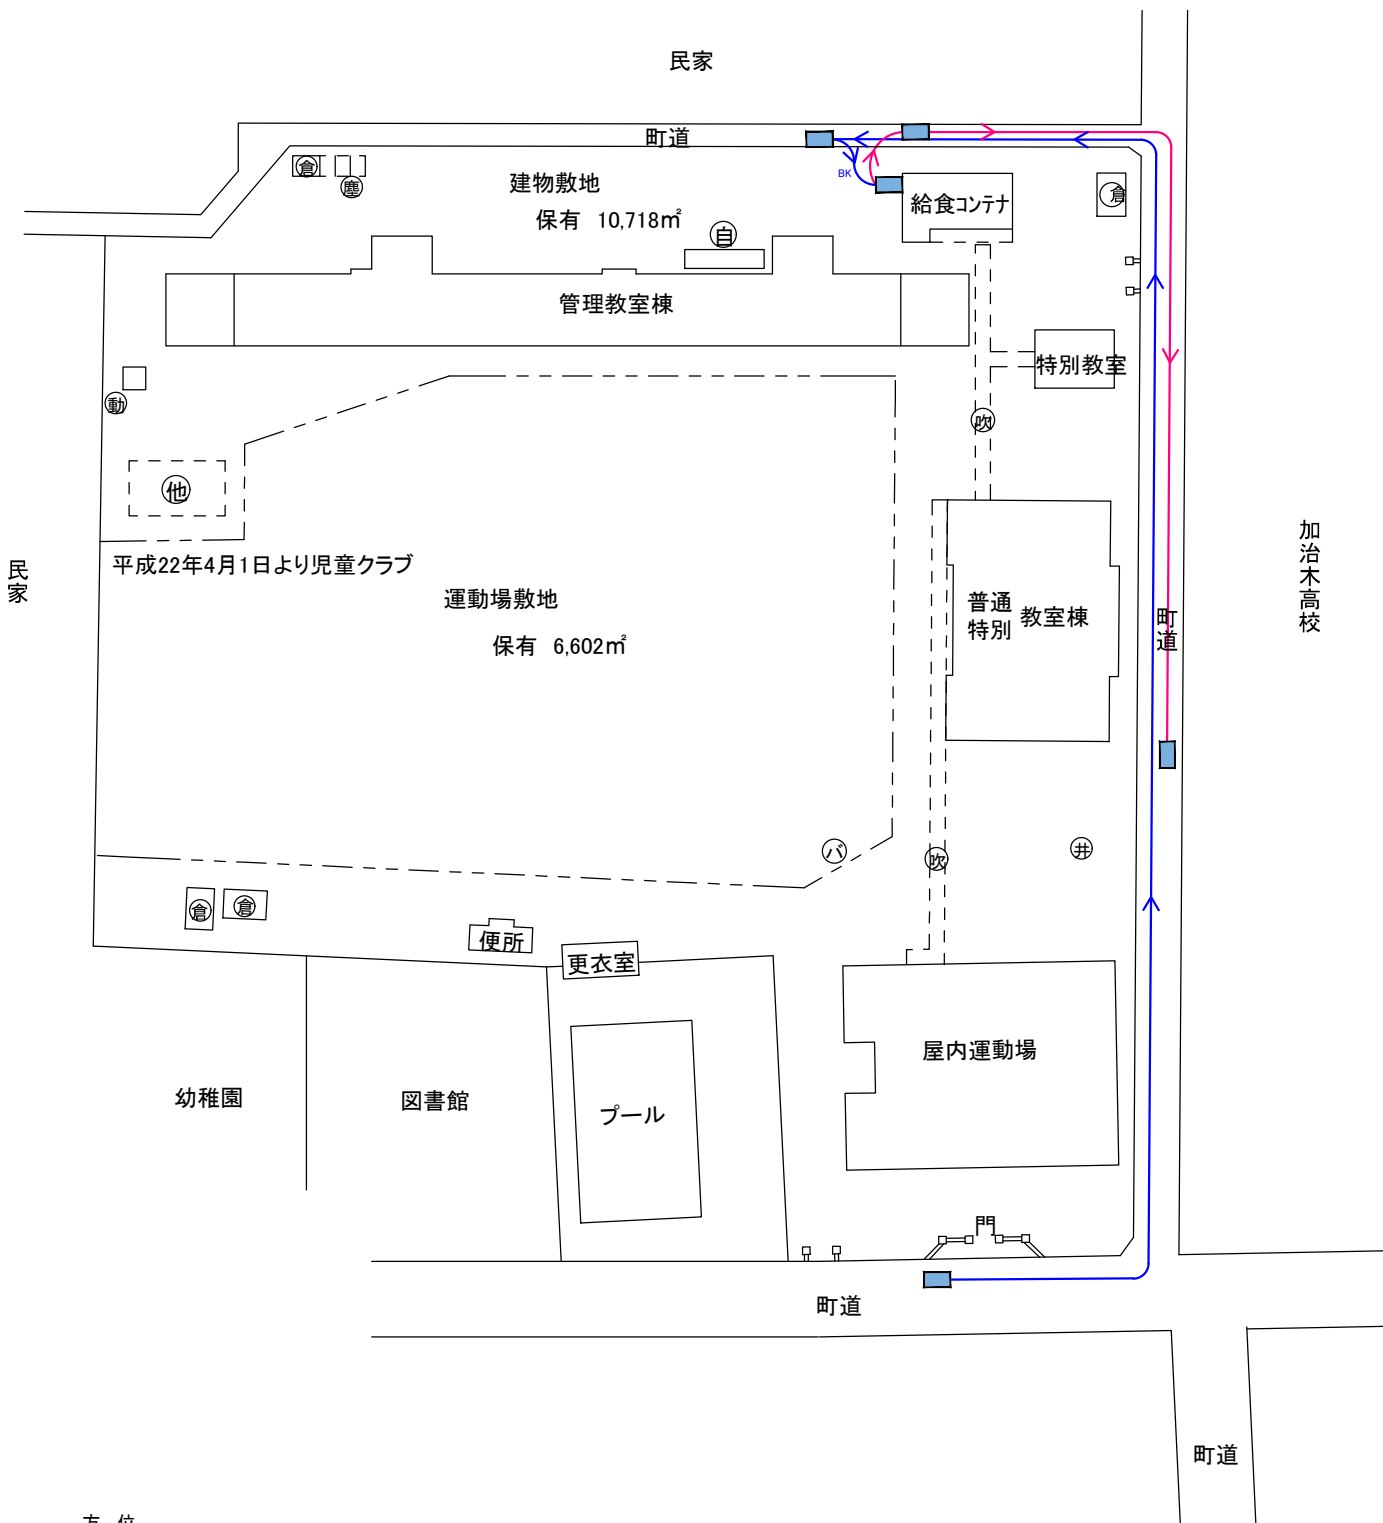 民家
町道
倉
塵
建物敷地
保有 10,718㎡
自
BK
給食コンテナ
倉
管理教室棟
特別教室
動
吹
他
平成22年4月1日より児童クラブ
民家
運動場敷地
保有 6,602㎡
普通
特別
教室棟
町道
加治木高校
バ
吹
井
倉
倉
便所
更衣室
屋内運動場
幼稚園
図書館
プール
門
町道
町道
方 位